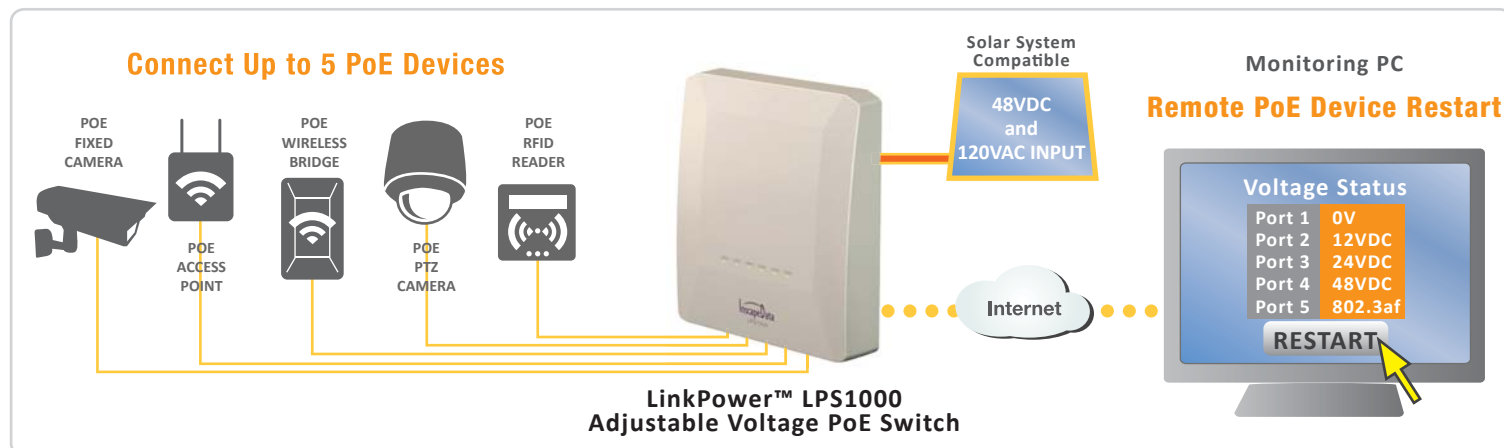 Connect Up to 5 PoE Devices
POE
FIXED
CAMERA
POE
ACCESS
POINT
POE
WIRELESS
BRIDGE
POE
PTZ
CAMERA
POE
RFID
READER
InscapeData
LinkPower™ LPS1000
Adjustable Voltage PoE Switch
Solar System
Compatible
48VDC
and
120VAC INPUT
Internet
Monitoring PC
Remote PoE Device Restart
Voltage Status
Port 1 0V
Port 2 12VDC
Port 3 24VDC
Port 4 48VDC
Port 5 802.3af
RESTART